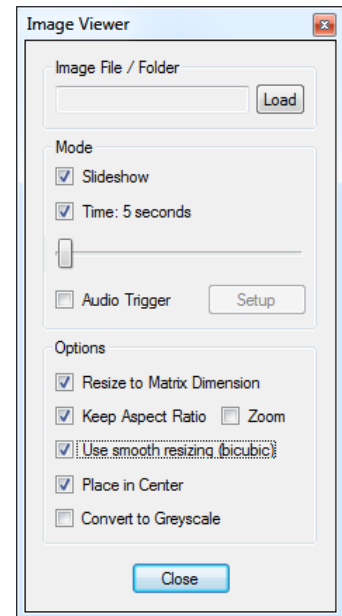 Image Viewer
Image File / Folder
Load
Mode
Slideshow
Time: 5 seconds
Audio Trigger Setup
Options
Resize to Matrix Dimension
Keep Aspect Ratio Zoom
Use smooth resizing (bicubic)
Place in Center
Convert to Greyscale
Close